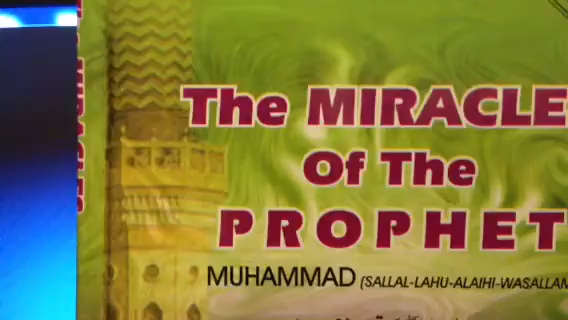 The MIRACLE
Of The
PROPHET
MUHAMMAD (SALLAL-LAHU-ALAIHI-WASALLAM